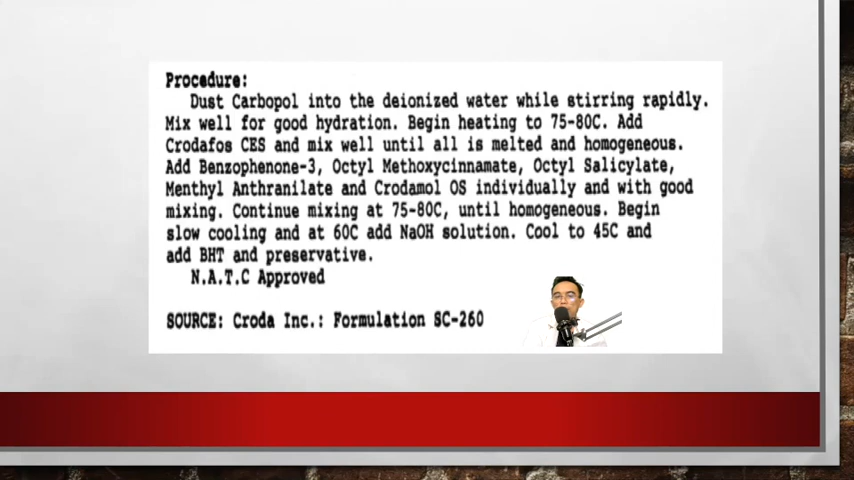 Procedure:
Dust Carbopol into the deionized water while stirring rapidly.
Mix well for good hydration. Begin heating to 75-80C. Add
Crodafos CES and mix well until all is melted and homogeneous.
Add Benzophenone-3, Octyl Methoxycinnamate, Octyl Salicylate,
Menthyl Anthranilate and Crodamol OS individually and with good
mixing. Continue mixing at 75-80C, until homogeneous. Begin
slow cooling and at 60C add NaOH solution. Cool to 45C and
add BHT and preservative.
N.A.T.C Approved
SOURCE: Croda Inc.: Formulation SC-260